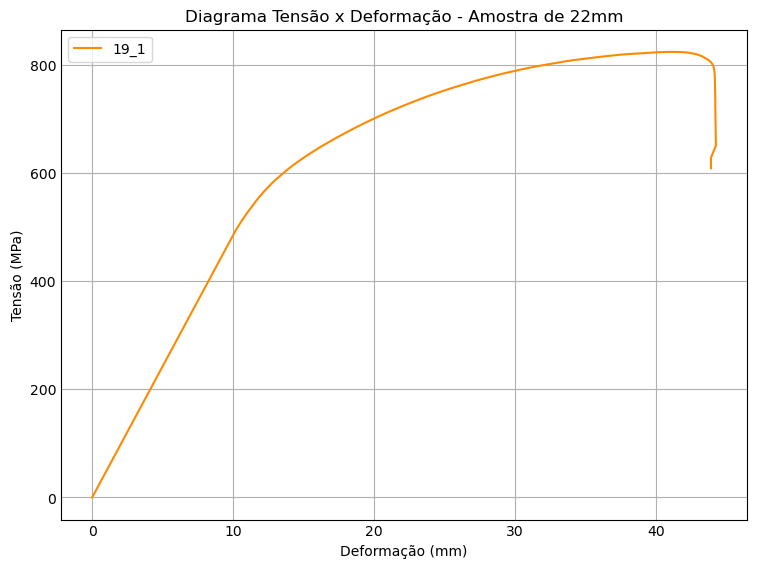 Diagrama Tensão x Deformação - Amostra de 22mm
19_1
800
600
400
200
0
Tensão (MPa)
0 10 20 30 40
Deformação (mm)